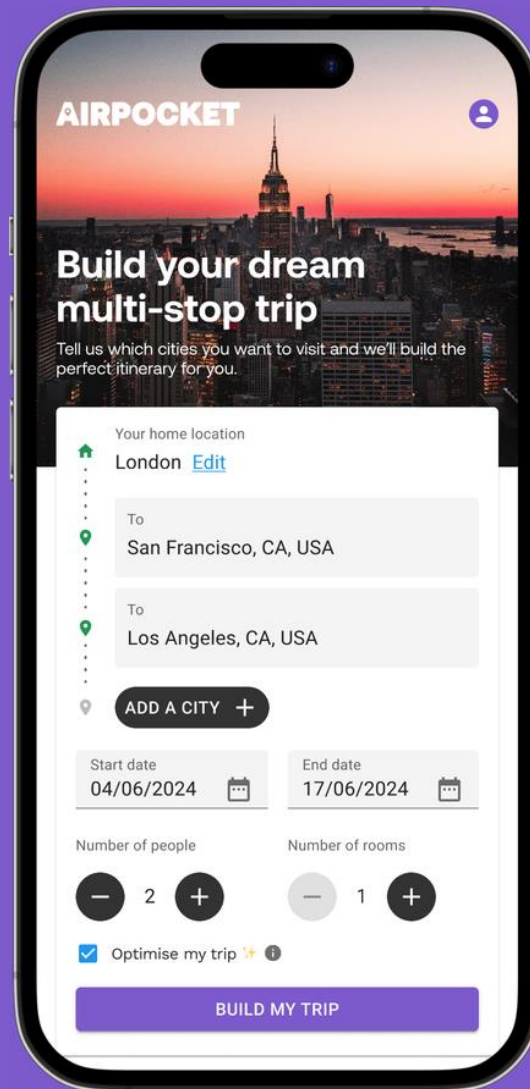 AIRPOCKET
Build your dream
multi-stop trip
Tell us which cities you want to visit and we'll build the
perfect itinerary for you.
Your home location
London Edit
To
San Francisco, CA, USA
To
Los Angeles, CA, USA
ADD A CITY +
Start date
04/06/2024
End date
17/06/2024
Number of people
− 2 +
Number of rooms
− 1 +
Optimise my trip ✨
BUILD MY TRIP